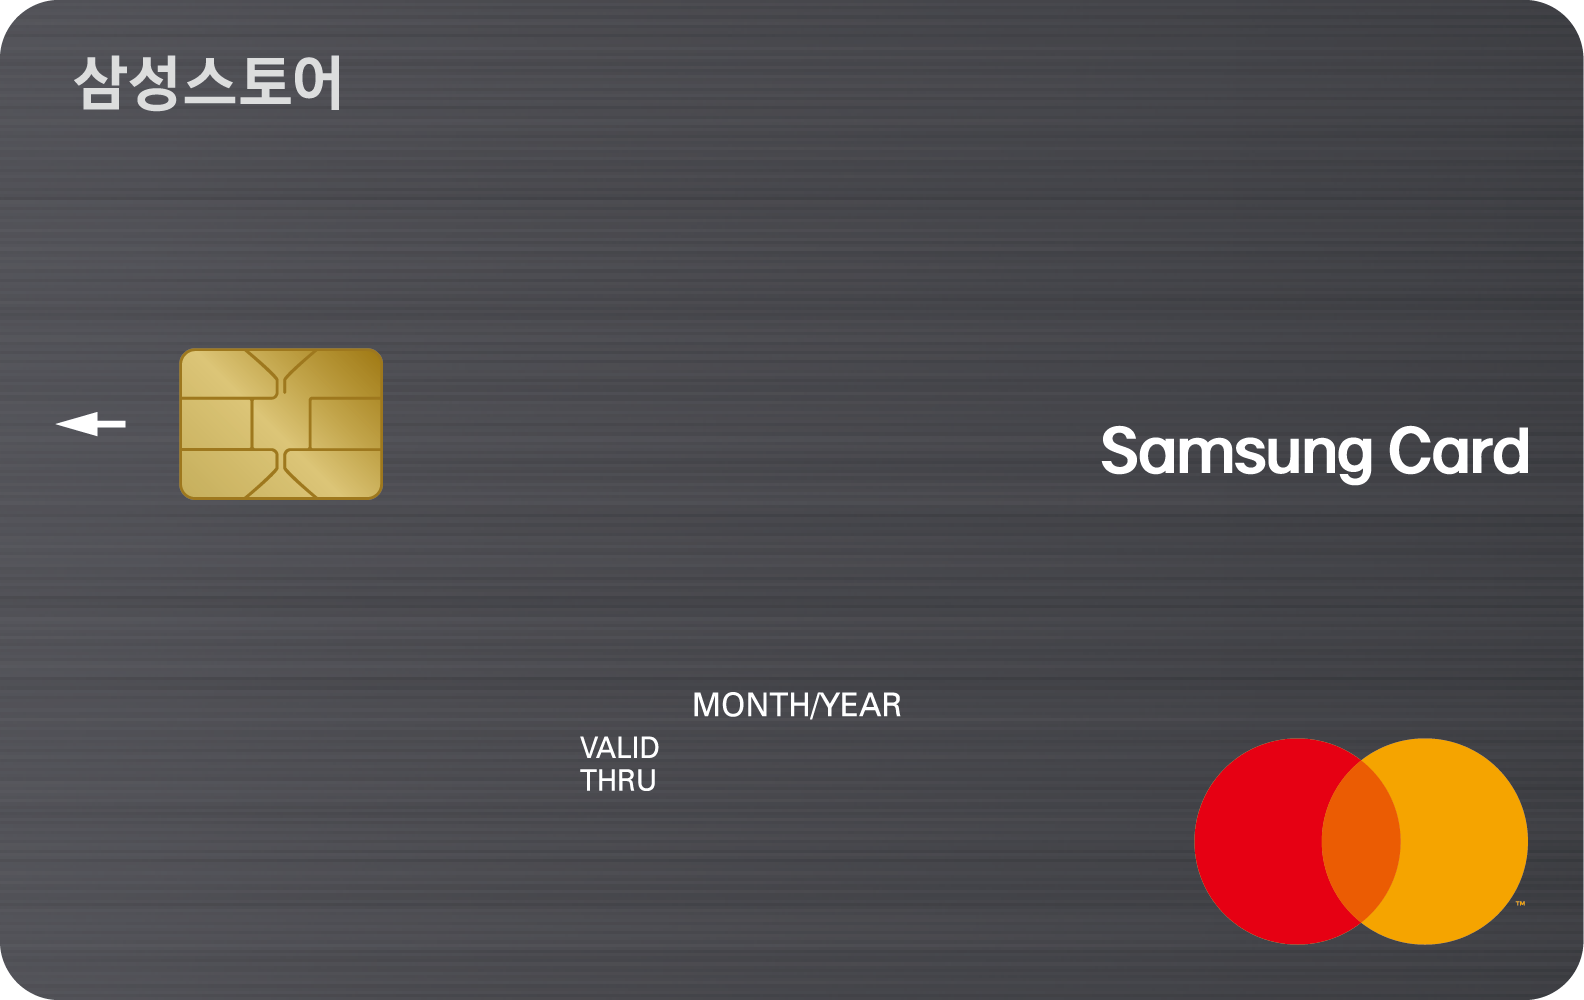 삼성스토어
Samsung Card
MONTH/YEAR
VALID
THRU
TM